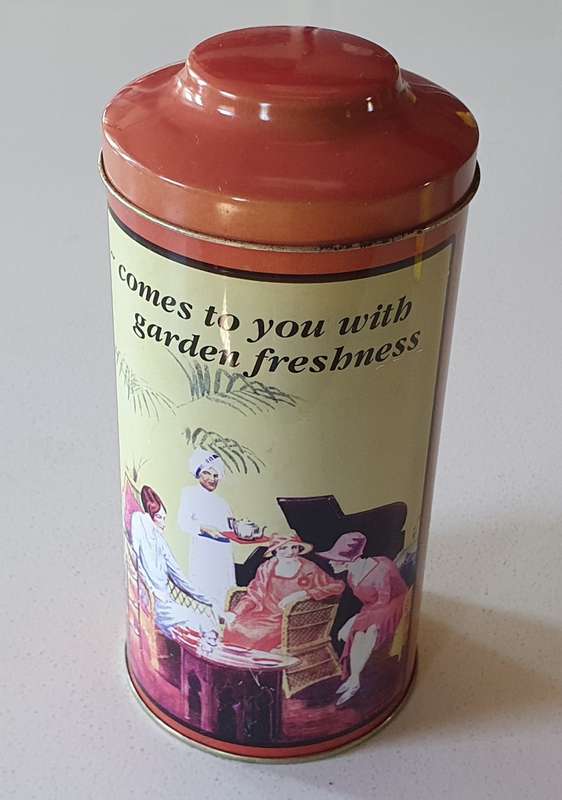 - comes to you with
garden freshness